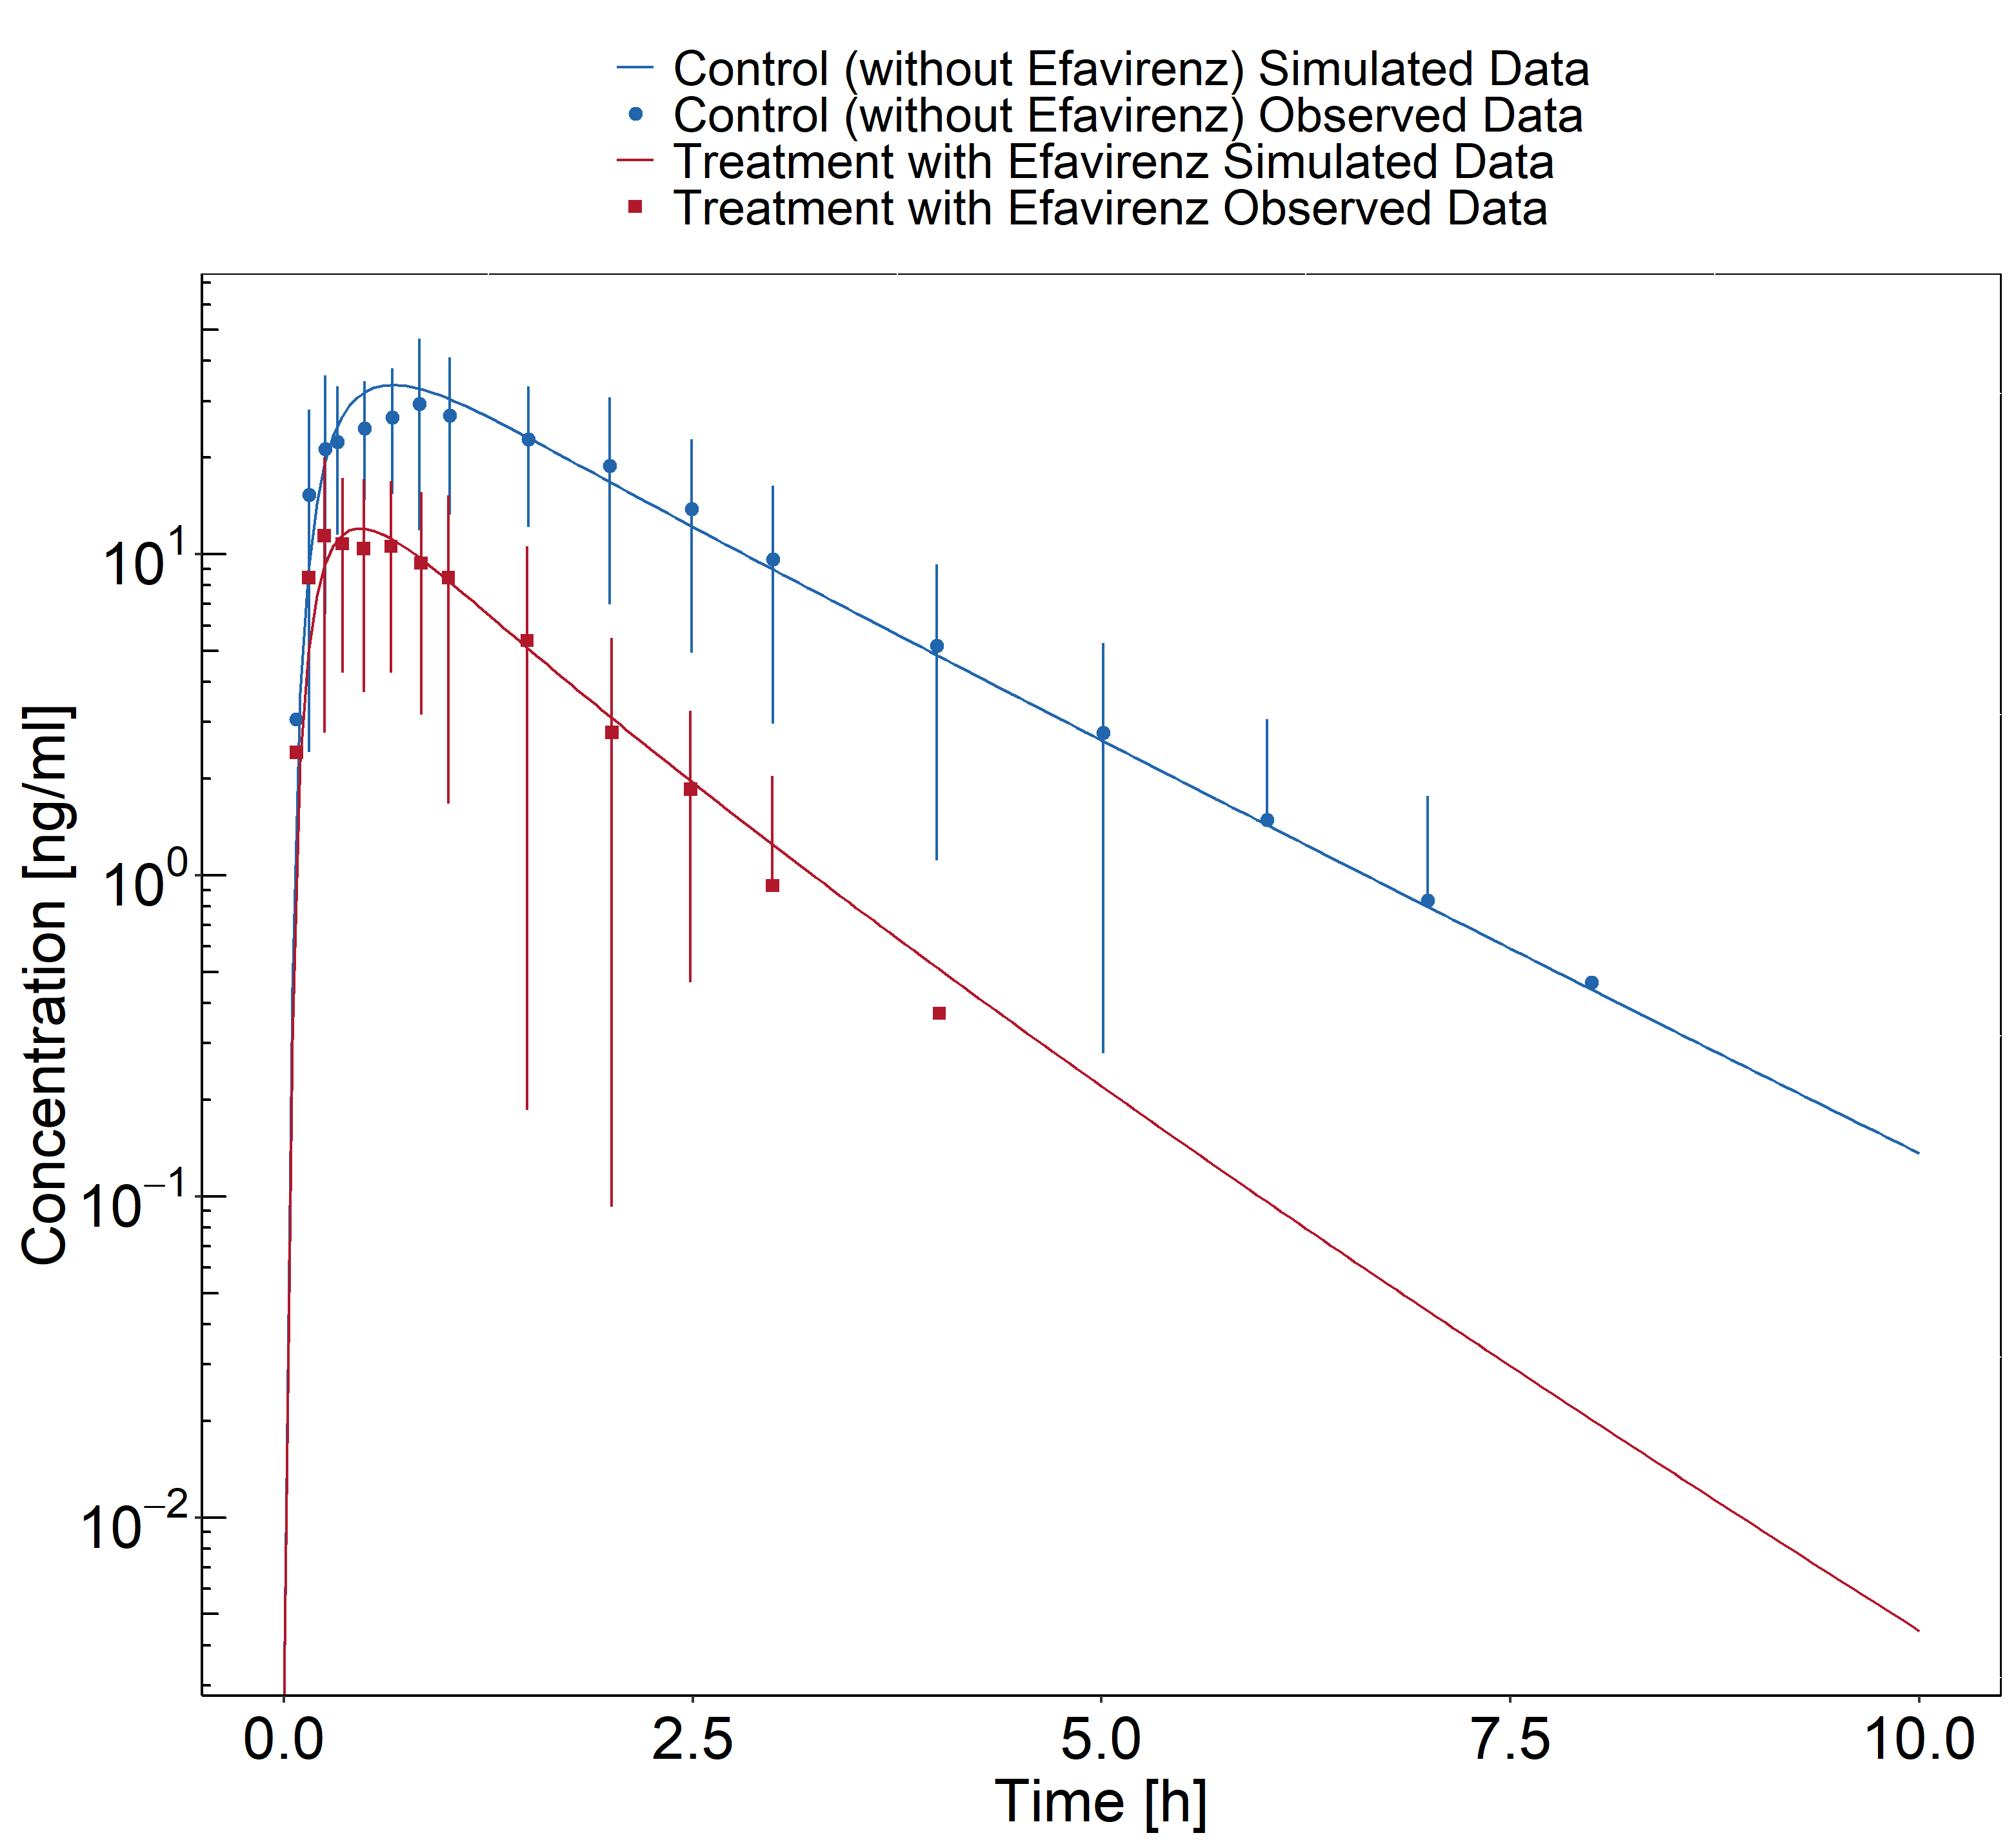 Control (without Efavirenz) Simulated Data
Control (without Efavirenz) Observed Data
Treatment with Efavirenz Simulated Data
Treatment with Efavirenz Observed Data
Concentration [ng/ml]
10¹
10⁰
10⁻¹
10⁻²
0.0 2.5 5.0 7.5 10.0
Time [h]